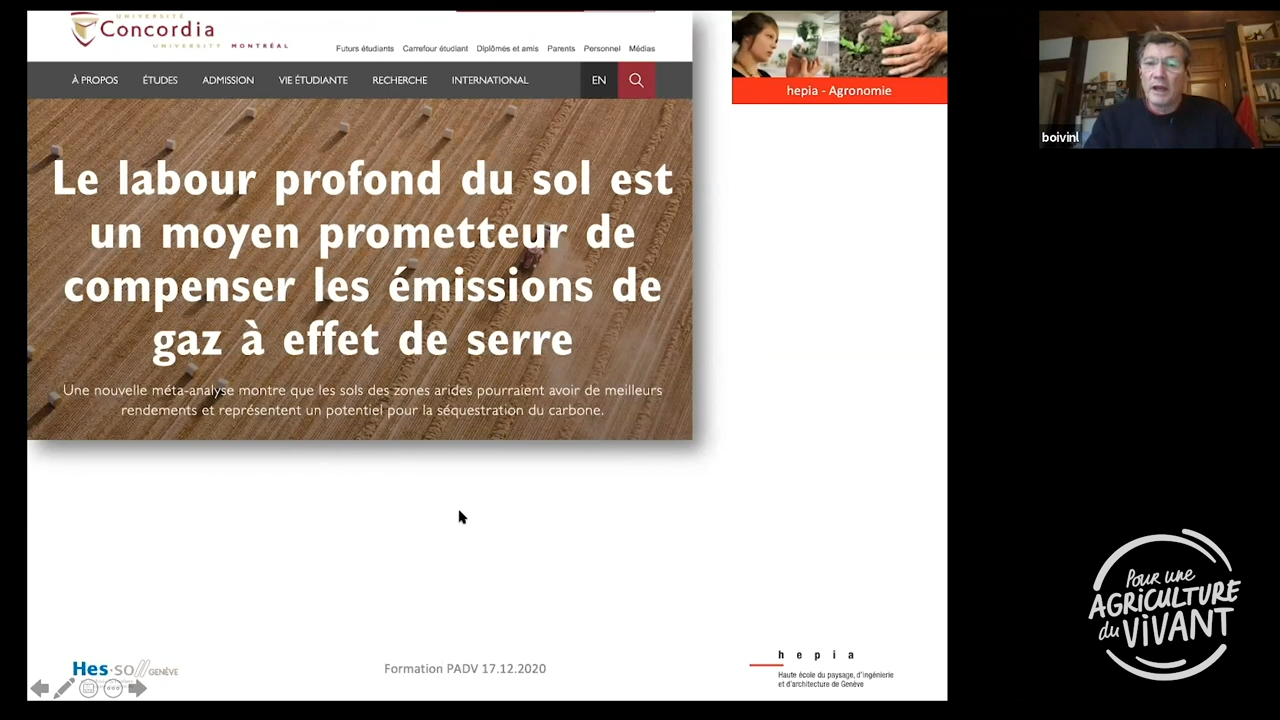 UNIVERSITÉ
Concordia
UNIVERSITY MONTRÉAL
Futurs étudiants Carrefour étudiant Diplômés et amis Parents Personnel Médias
À PROPOS ÉTUDES ADMISSION VIE ÉTUDIANTE RECHERCHE INTERNATIONAL EN
Le labour profond du sol est
un moyen prometteur de
compenser les émissions de
gaz à effet de serre
Une nouvelle méta-analyse montre que les sols des zones arides pourraient avoir de meilleurs
rendements et représentent un potentiel pour la séquestration du carbone.
hepia - Agronomie
boivinl
Pour une
AGRICULTURE
du VIVANT
Hes·so GENÈVE
Formation PADV 17.12.2020
hepia
Haute école du paysage, d'ingénierie
et d'architecture de Genève